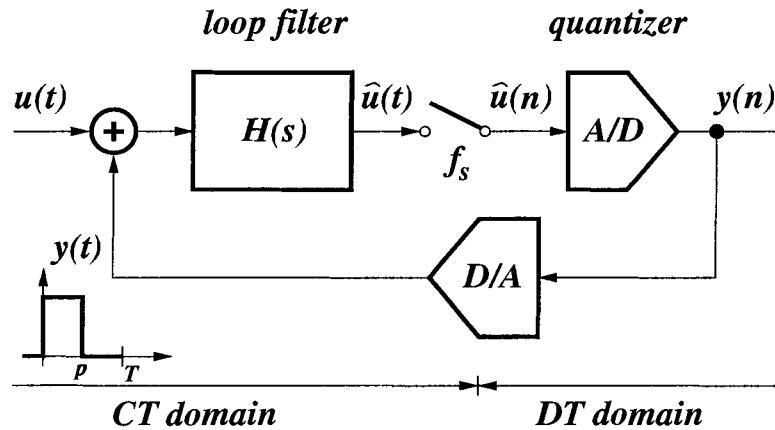 loop filter
quantizer
u(t)
+
H(s)
û(t)
f_s
û(n)
A/D
y(n)
y(t)
D/A
p
T
CT domain
DT domain